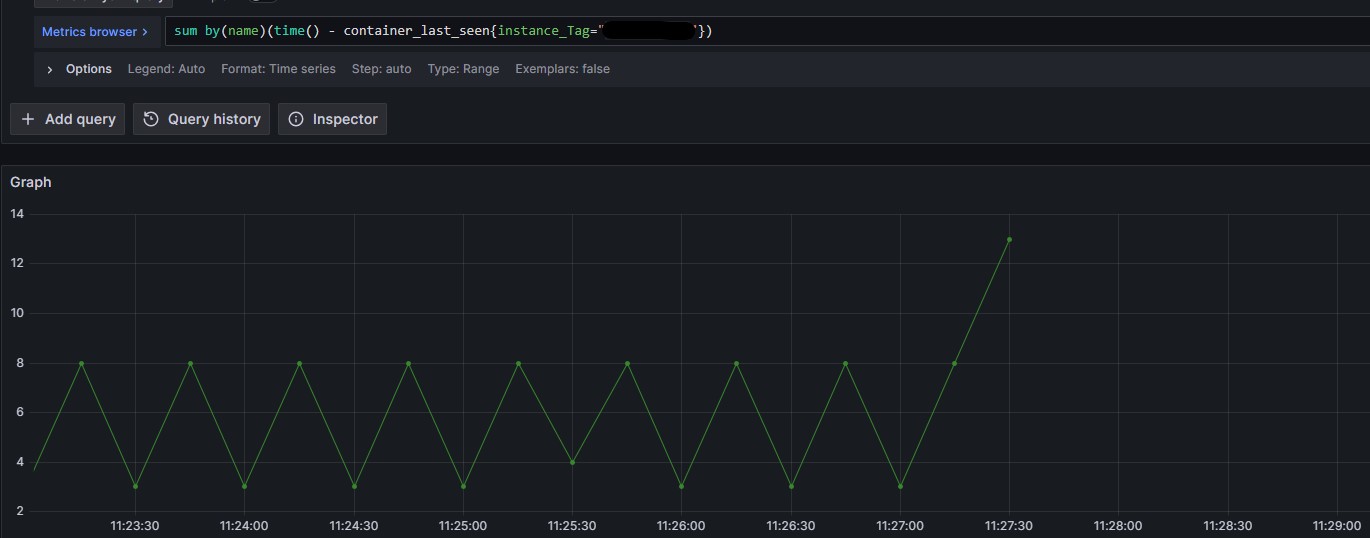 Metrics browser > sum by(name)(time() - container_last_seen{instance_Tag=" "})
> Options Legend: Auto Format: Time series Step: auto Type: Range Exemplars: false
+ Add query Query history Inspector
Graph
14
12
10
8
6
4
2
11:23:30 11:24:00 11:24:30 11:25:00 11:25:30 11:26:00 11:26:30 11:27:00 11:27:30 11:28:00 11:28:30 11:29:00